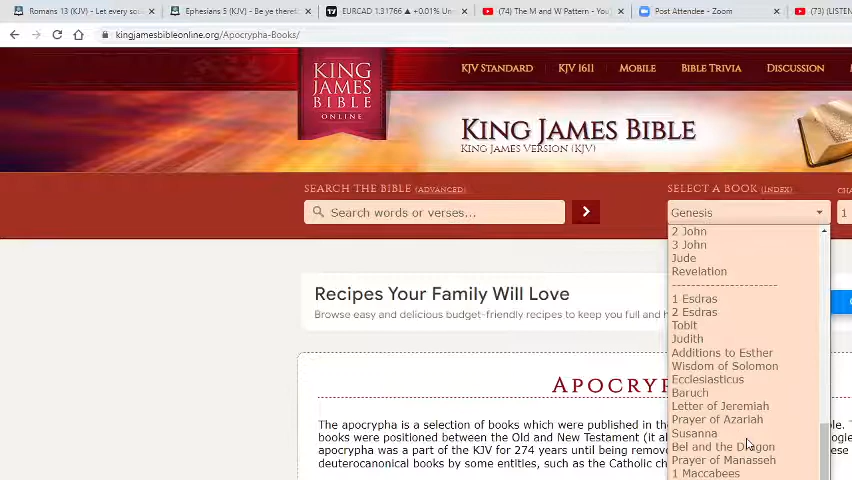 Romans 13 (KJV) - Let every so
Ephesians 5 (KJV) - Be ye theref
EURCAD 1.31766 ▲ +0.01% Un
(74) The M and W Pattern - You
Post Attendee - Zoom
(73) (LISTEN
kingjamesbibleonline.org/Apocrypha-Books/
KING
JAMES
BIBLE
ONLINE
KJV STANDARD
KJV 1611
MOBILE
BIBLE TRIVIA
DISCUSSION
KING JAMES BIBLE
KING JAMES VERSION (KJV)
SEARCH THE BIBLE (ADVANCED)
SELECT A BOOK (INDEX)
CHA
Search words or verses...
Genesis
1
2 John
3 John
Jude
Revelation
----------------------
1 Esdras
2 Esdras
Tobit
Judith
Additions to Esther
Wisdom of Solomon
Ecclesiasticus
Baruch
Letter of Jeremiah
Prayer of Azariah
Susanna
Bel and the Dragon
Prayer of Manasseh
1 Maccabees
Recipes Your Family Will Love
Browse easy and delicious budget-friendly recipes to keep you full and h
APOCRYP
The apocrypha is a selection of books which were published in the
ble. T
books were positioned between the Old and New Testament (it al
ologies
apocrypha was a part of the KJV for 274 years until being remov
hese
deuterocanonical books by some entities, such as the Catholic ch